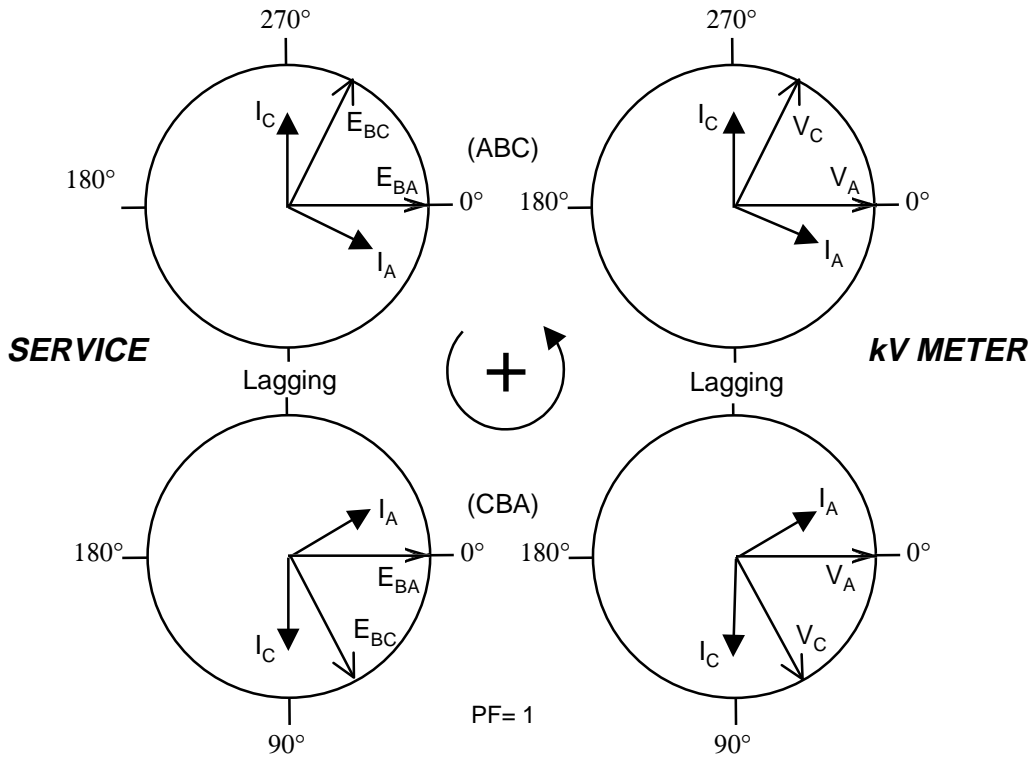 270°
270°
I_C
E_BC
(ABC)
I_C
V_C
180°
E_BA
0°
180°
V_A
0°
I_A
I_A
SERVICE
+
kV METER
Lagging
Lagging
(CBA)
I_A
I_A
180°
0°
180°
0°
E_BA
V_A
I_C
E_BC
I_C
V_C
PF= 1
90°
90°